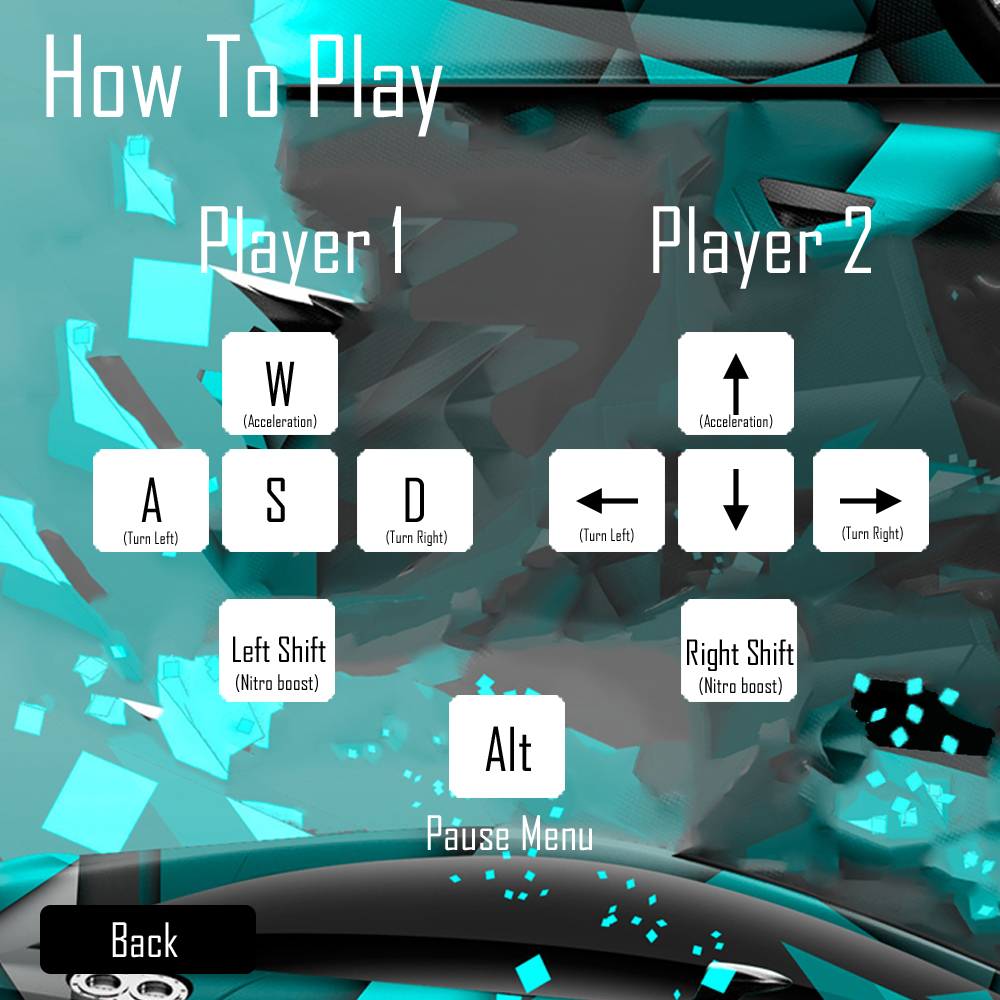 How To Play
Player 1
Player 2
W
(Acceleration)
(Acceleration)
A
(Turn Left)
S
D
(Turn Right)
(Turn Left)
(Turn Right)
Left Shift
(Nitro boost)
Right Shift
(Nitro boost)
Alt
Pause Menu
Back